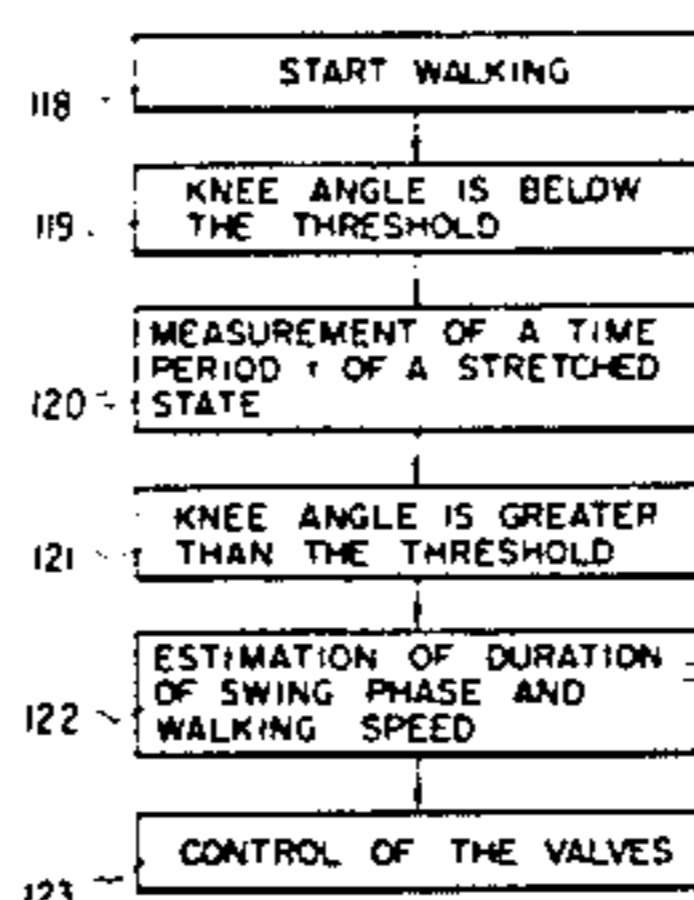 118 START WALKING
119 KNEE ANGLE IS BELOW
THE THRESHOLD
MEASUREMENT OF A TIME
PERIOD τ OF A STRETCHED
120 STATE
KNEE ANGLE IS GREATER
121 THAN THE THRESHOLD
ESTIMATION OF DURATION
OF SWING PHASE AND
122 WALKING SPEED
CONTROL OF THE VALVES
123